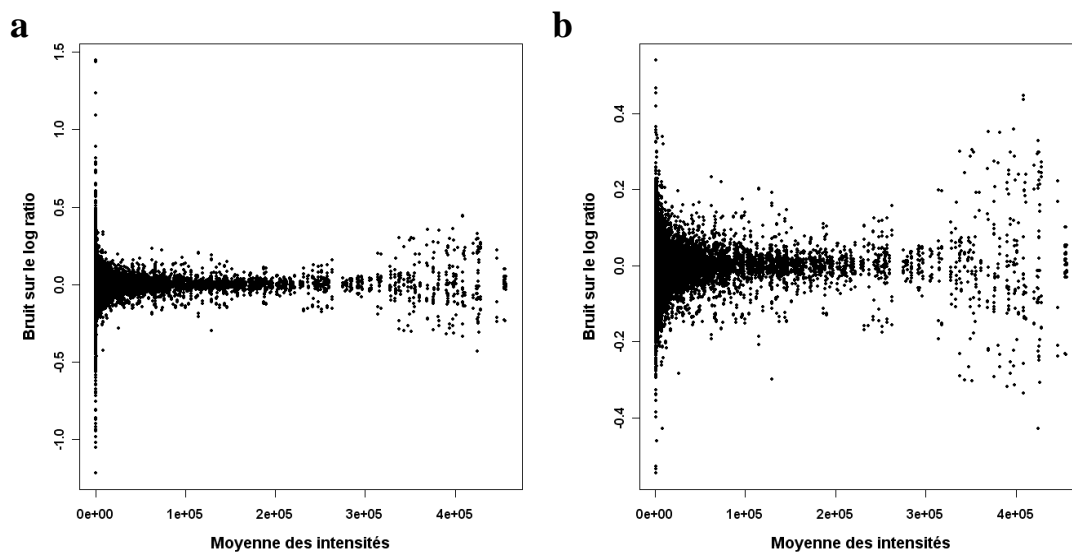 a
Bruit sur le log ratio
1.5
1.0
0.5
0.0
-0.5
-1.0
0e+00 1e+05 2e+05 3e+05 4e+05
Moyenne des intensités
b
Bruit sur le log ratio
0.4
0.2
0.0
-0.2
-0.4
0e+00 1e+05 2e+05 3e+05 4e+05
Moyenne des intensités